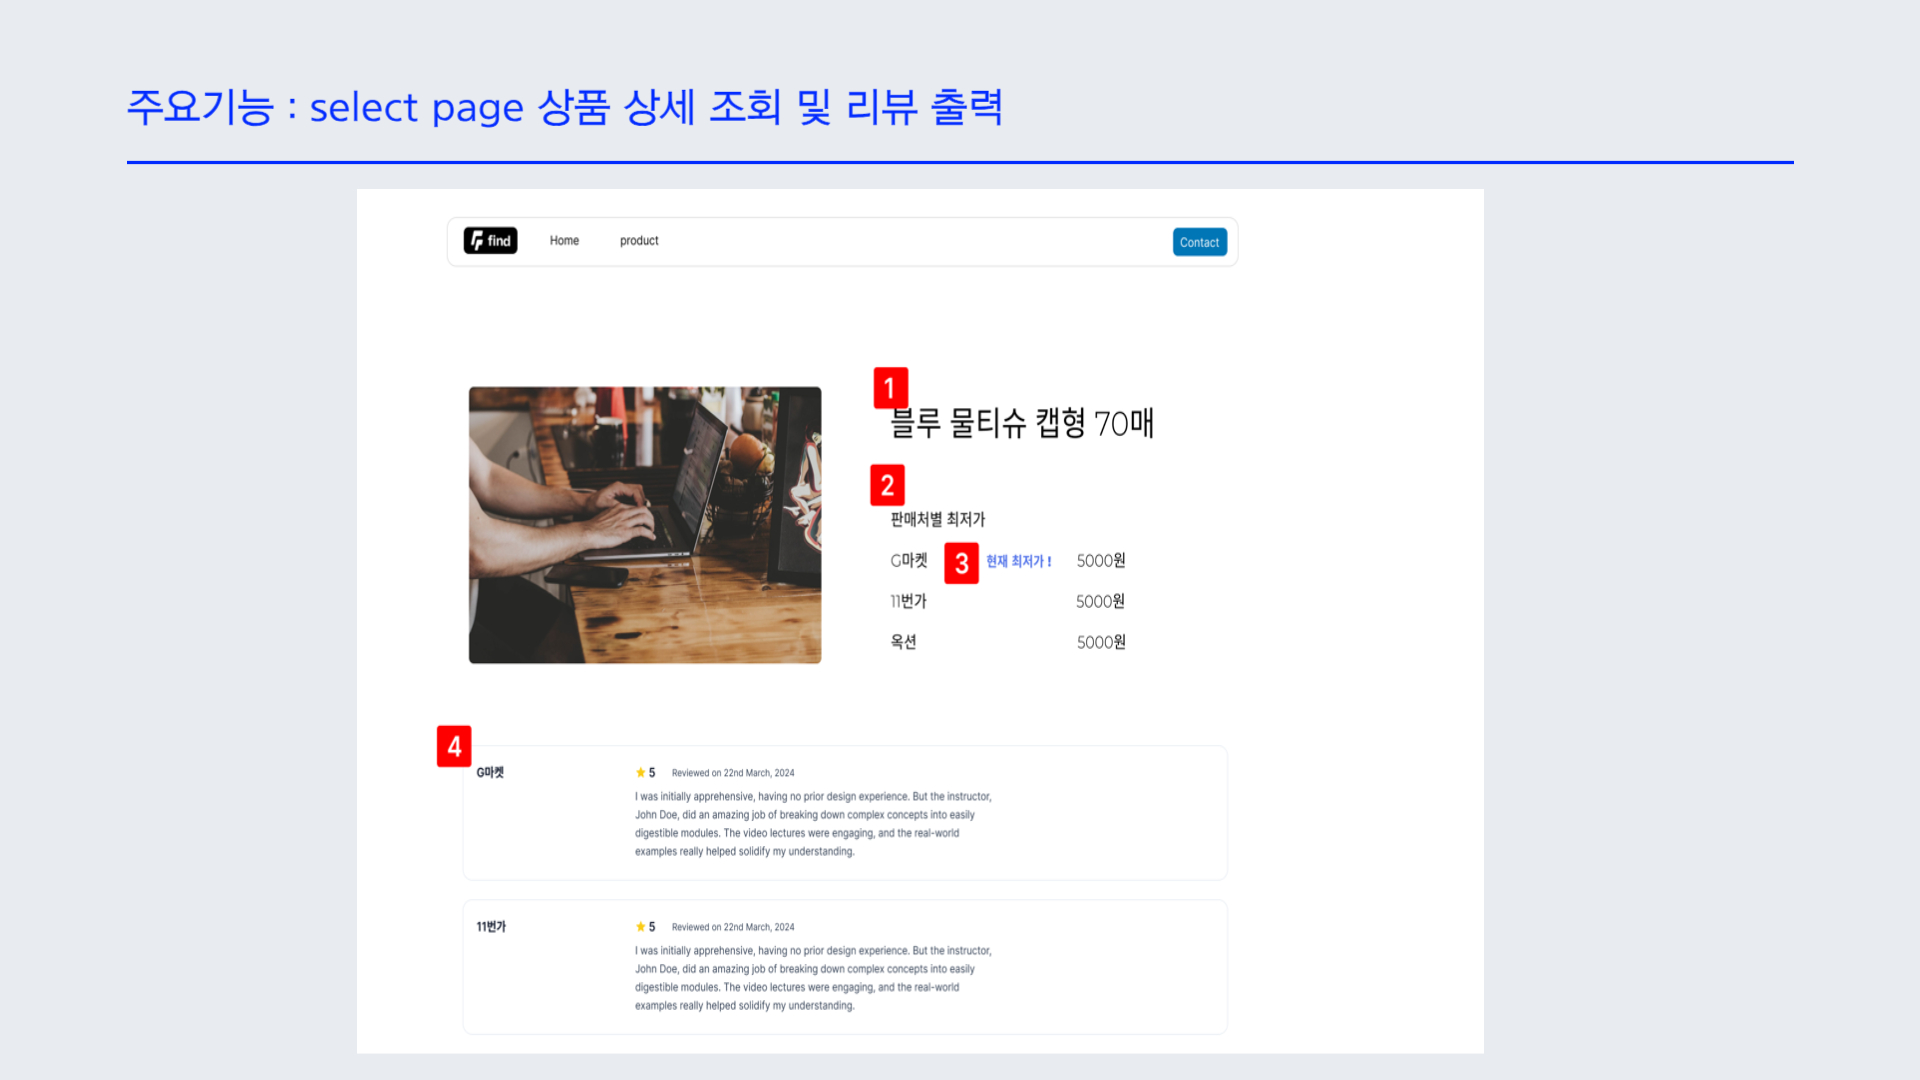 주요기능 : select page 상품 상세 조회 및 리뷰 출력
find
Home
product
Contact
1
블루 물티슈 캡형 70매
2
판매처별 최저가
G마켓
3
현재 최저가 !
5000원
11번가
5000원
옥션
5000원
4
G마켓
5
Reviewed on 22nd March, 2024
I was initially apprehensive, having no prior design experience. But the instructor,
John Doe, did an amazing job of breaking down complex concepts into easily
digestible modules. The video lectures were engaging, and the real-world
examples really helped solidify my understanding.
11번가
5
Reviewed on 22nd March, 2024
I was initially apprehensive, having no prior design experience. But the instructor,
John Doe, did an amazing job of breaking down complex concepts into easily
digestible modules. The video lectures were engaging, and the real-world
examples really helped solidify my understanding.